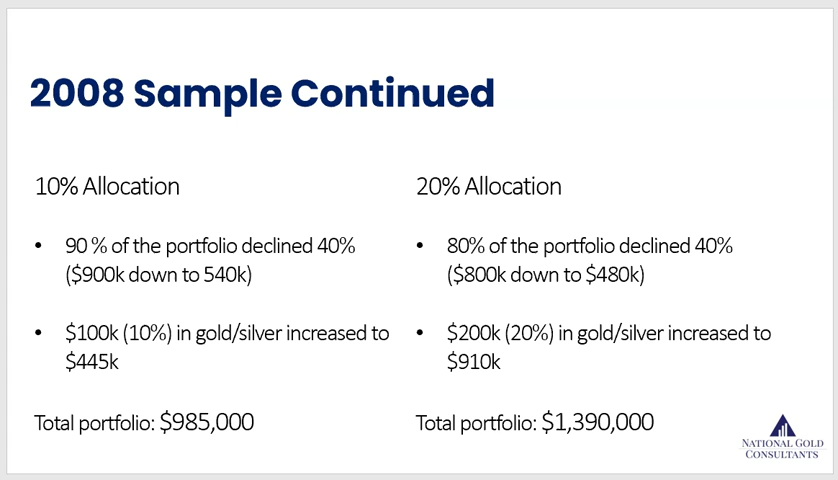 2008 Sample Continued
10% Allocation
• 90 % of the portfolio declined 40%
($900k down to 540k)
• $100k (10%) in gold/silver increased to
$445k
Total portfolio: $985,000
20% Allocation
• 80% of the portfolio declined 40%
($800k down to $480k)
• $200k (20%) in gold/silver increased to
$910k
Total portfolio: $1,390,000
NATIONAL GOLD
CONSULTANTS